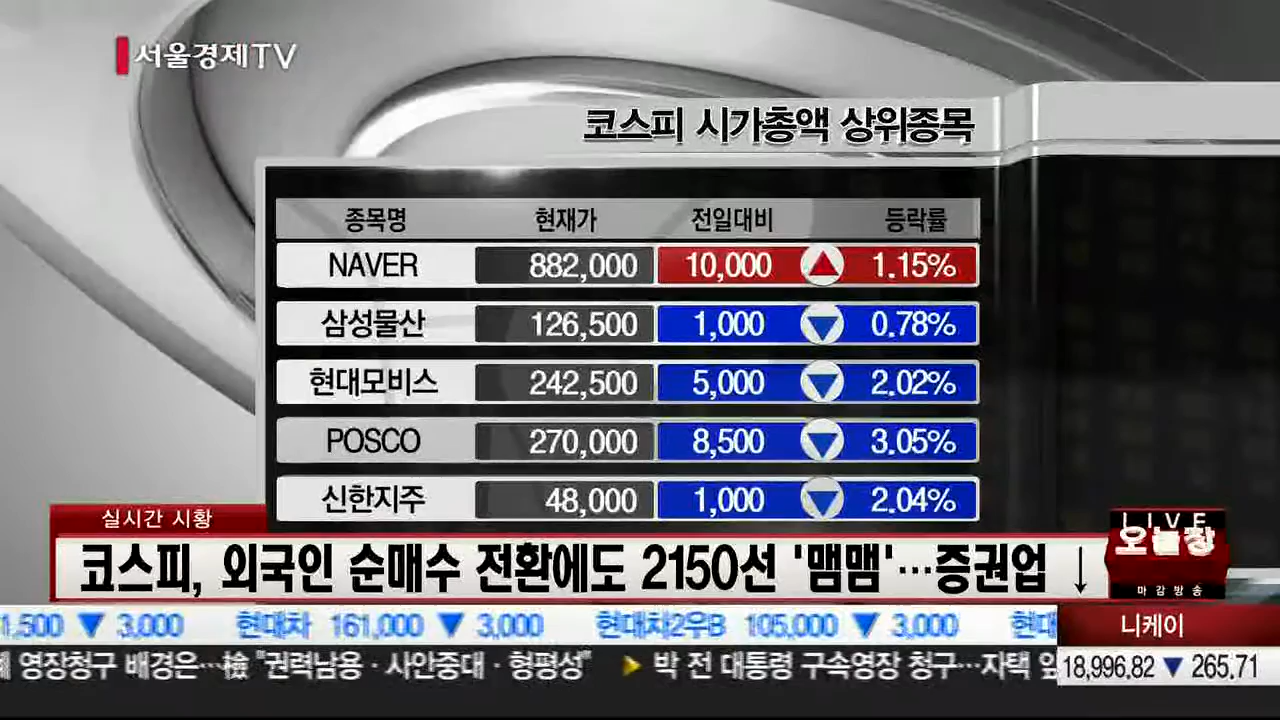 서울경제TV
코스피 시가총액 상위종목
종목명 현재가 전일대비 등락률
NAVER 882,000 10,000 ▲ 1.15%
삼성물산 126,500 1,000 ▼ 0.78%
현대모비스 242,500 5,000 ▼ 2.02%
POSCO 270,000 8,500 ▼ 3.05%
신한지주 48,000 1,000 ▼ 2.04%
실시간 시황
코스피, 외국인 순매수 전환에도 2150선 '맴맴'…증권업 ↓
LIVE
오늘장
마감방송
1,500 ▼ 3,000 현대차 161,000 ▼ 3,000 현대차2우B 105,000 ▼ 3,000 현대
니케이
영장청구 배경은…檢 "권력남용·사안중대·형평성" ▶ 박 전 대통령 구속영장 청구…자택 앞
18,996.82 ▼ 265.71